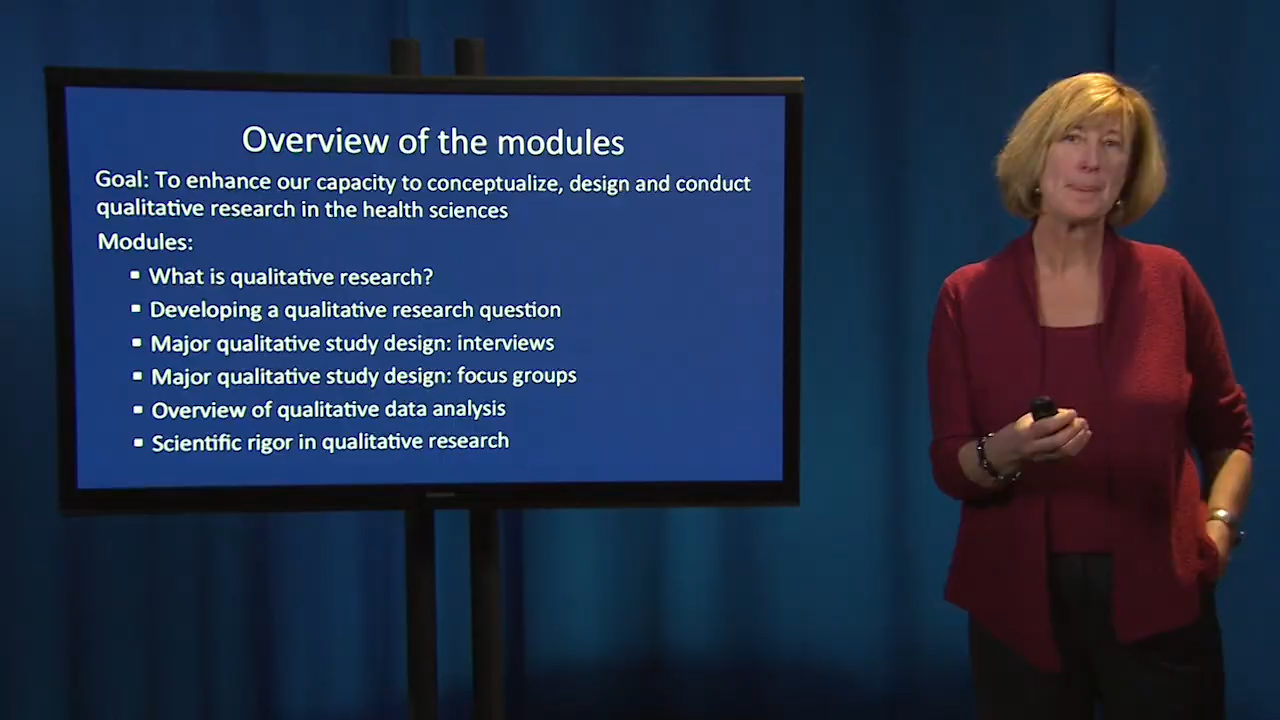 Overview of the modules
Goal: To enhance our capacity to conceptualize, design and conduct
qualitative research in the health sciences
Modules:
▪ What is qualitative research?
▪ Developing a qualitative research question
▪ Major qualitative study design: interviews
▪ Major qualitative study design: focus groups
▪ Overview of qualitative data analysis
▪ Scientific rigor in qualitative research